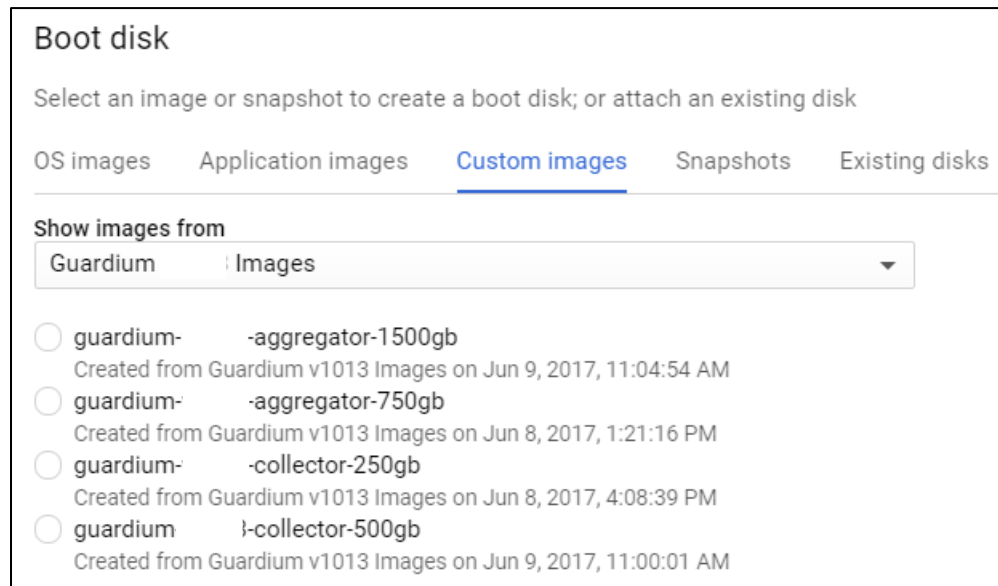 Boot disk
Select an image or snapshot to create a boot disk; or attach an existing disk
OS images Application images Custom images Snapshots Existing disks
Show images from
Guardium Images
guardium- -aggregator-1500gb
Created from Guardium v1013 Images on Jun 9, 2017, 11:04:54 AM
guardium- -aggregator-750gb
Created from Guardium v1013 Images on Jun 8, 2017, 1:21:16 PM
guardium- -collector-250gb
Created from Guardium v1013 Images on Jun 8, 2017, 4:08:39 PM
guardium -collector-500gb
Created from Guardium v1013 Images on Jun 9, 2017, 11:00:01 AM